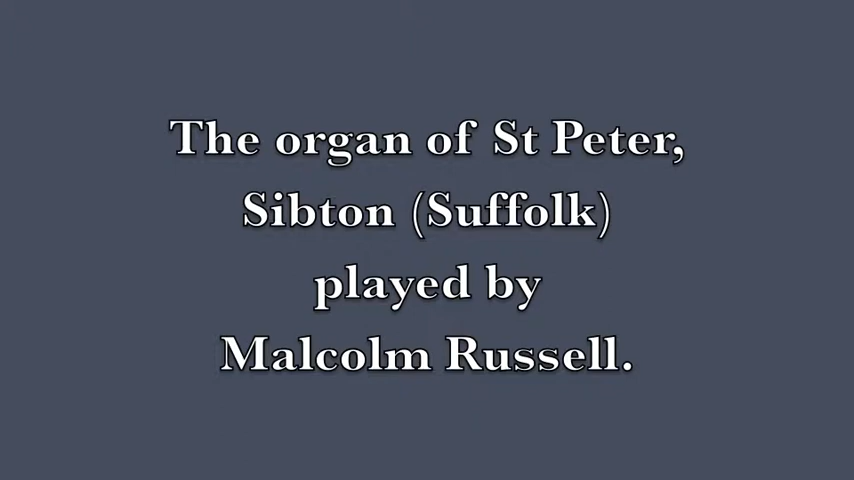 The organ of St Peter,
Sibton (Suffolk)
played by
Malcolm Russell.